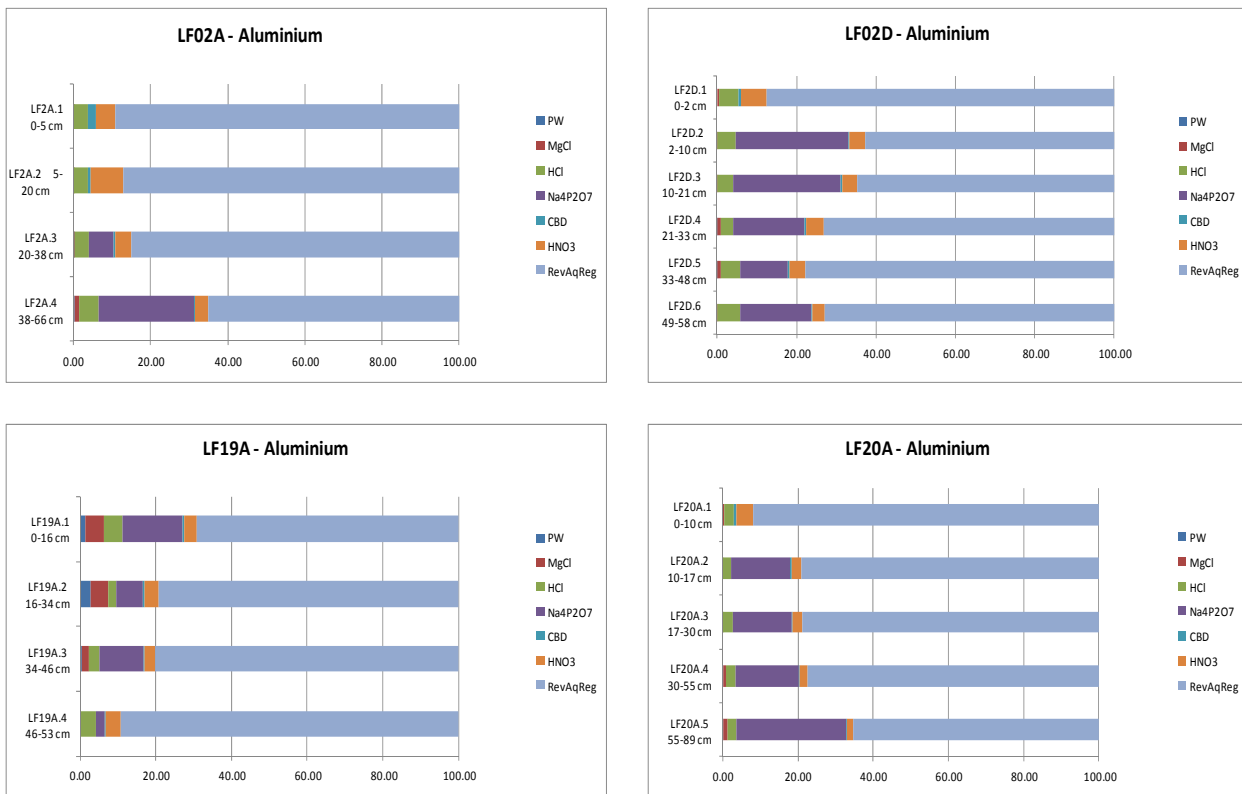 LF02A - Aluminium
LF2A.1
0-5 cm
LF2A.2 5-
20 cm
LF2A.3
20-38 cm
LF2A.4
38-66 cm
0.00 20.00 40.00 60.00 80.00 100.00
PW
MgCl
HCl
Na4P2O7
CBD
HNO3
RevAqReg
LF02D - Aluminium
LF2D.1
0-2 cm
LF2D.2
2-10 cm
LF2D.3
10-21 cm
LF2D.4
21-33 cm
LF2D.5
33-48 cm
LF2D.6
49-58 cm
0.00 20.00 40.00 60.00 80.00 100.00
PW
MgCl
HCl
Na4P2O7
CBD
HNO3
RevAqReg
LF19A - Aluminium
LF19A.1
0-16 cm
LF19A.2
16-34 cm
LF19A.3
34-46 cm
LF19A.4
46-53 cm
0.00 20.00 40.00 60.00 80.00 100.00
PW
MgCl
HCl
Na4P2O7
CBD
HNO3
RevAqReg
LF20A - Aluminium
LF20A.1
0-10 cm
LF20A.2
10-17 cm
LF20A.3
17-30 cm
LF20A.4
30-55 cm
LF20A.5
55-89 cm
0.00 20.00 40.00 60.00 80.00 100.00
PW
MgCl
HCl
Na4P2O7
CBD
HNO3
RevAqReg